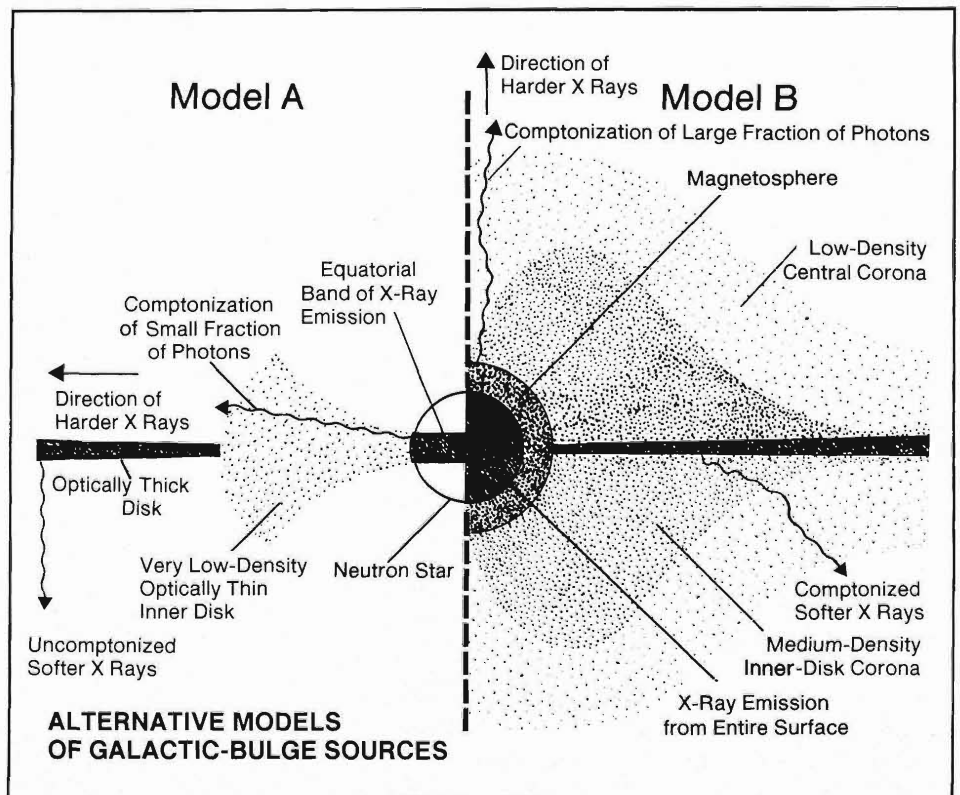 Model A
Direction of
Harder X Rays
Model B
Comptonization of Large Fraction of Photons
Magnetosphere
Low-Density
Central Corona
Equatorial
Band of X-Ray
Emission
Comptonization
of Small Fraction
of Photons
Direction of
Harder X Rays
Optically Thick
Disk
Very Low-Density
Optically Thin
Inner Disk
Neutron Star
Uncomptonized
Softer X Rays
Comptonized
Softer X Rays
Medium-Density
Inner-Disk Corona
X-Ray Emission
from Entire Surface
ALTERNATIVE MODELS
OF GALACTIC-BULGE SOURCES